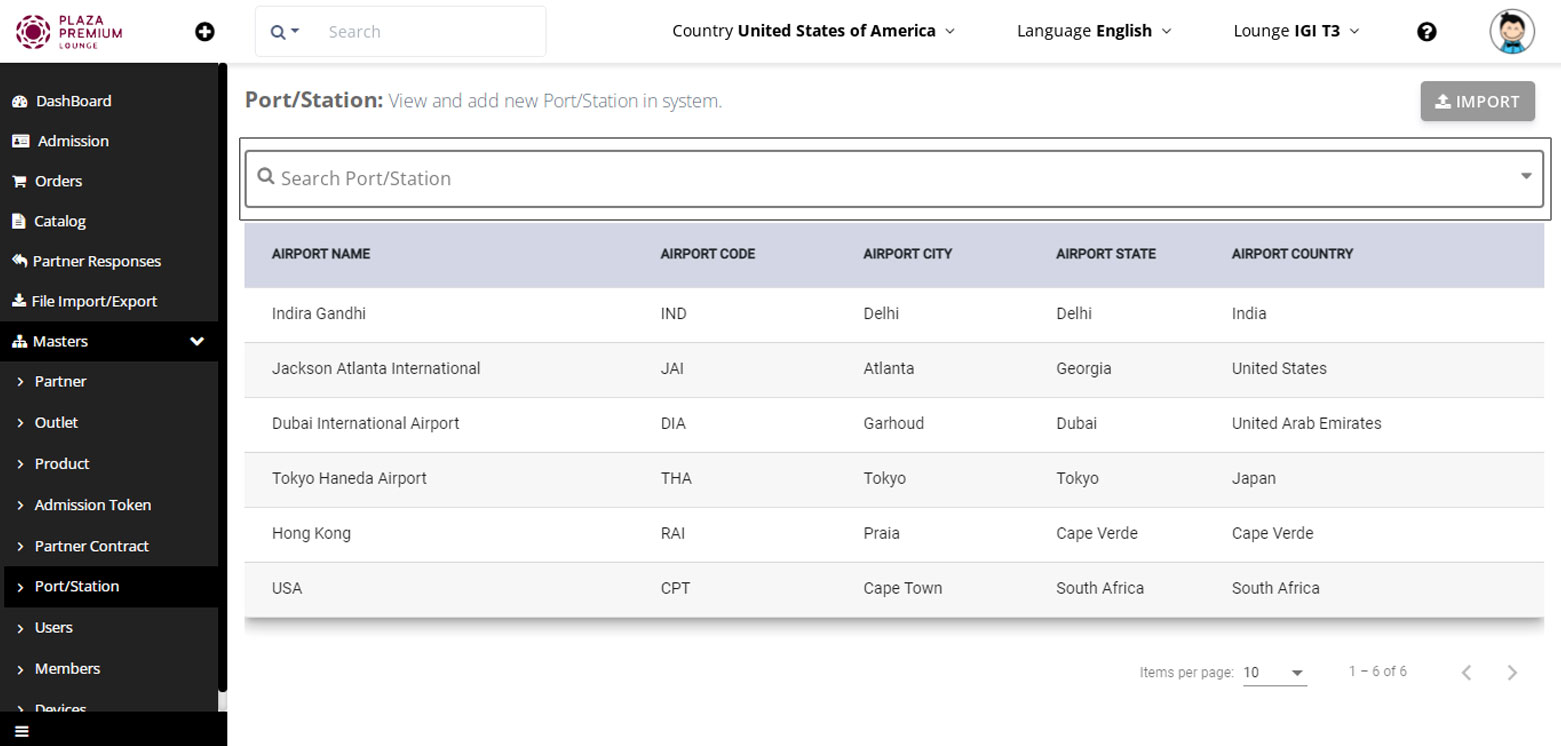 PLAZA
PREMIUM
LOUNGE
Search
Country United States of America
Language English
Lounge IGI T3
DashBoard
Admission
Orders
Catalog
Partner Responses
File Import/Export
Masters
Partner
Outlet
Product
Admission Token
Partner Contract
Port/Station
Users
Members
Devices
Port/Station: View and add new Port/Station in system.
IMPORT
Search Port/Station
AIRPORT NAME AIRPORT CODE AIRPORT CITY AIRPORT STATE AIRPORT COUNTRY
Indira Gandhi IND Delhi Delhi India
Jackson Atlanta International JAI Atlanta Georgia United States
Dubai International Airport DIA Garhoud Dubai United Arab Emirates
Tokyo Haneda Airport THA Tokyo Tokyo Japan
Hong Kong RAI Praia Cape Verde Cape Verde
USA CPT Cape Town South Africa South Africa
Items per page: 10 1 – 6 of 6